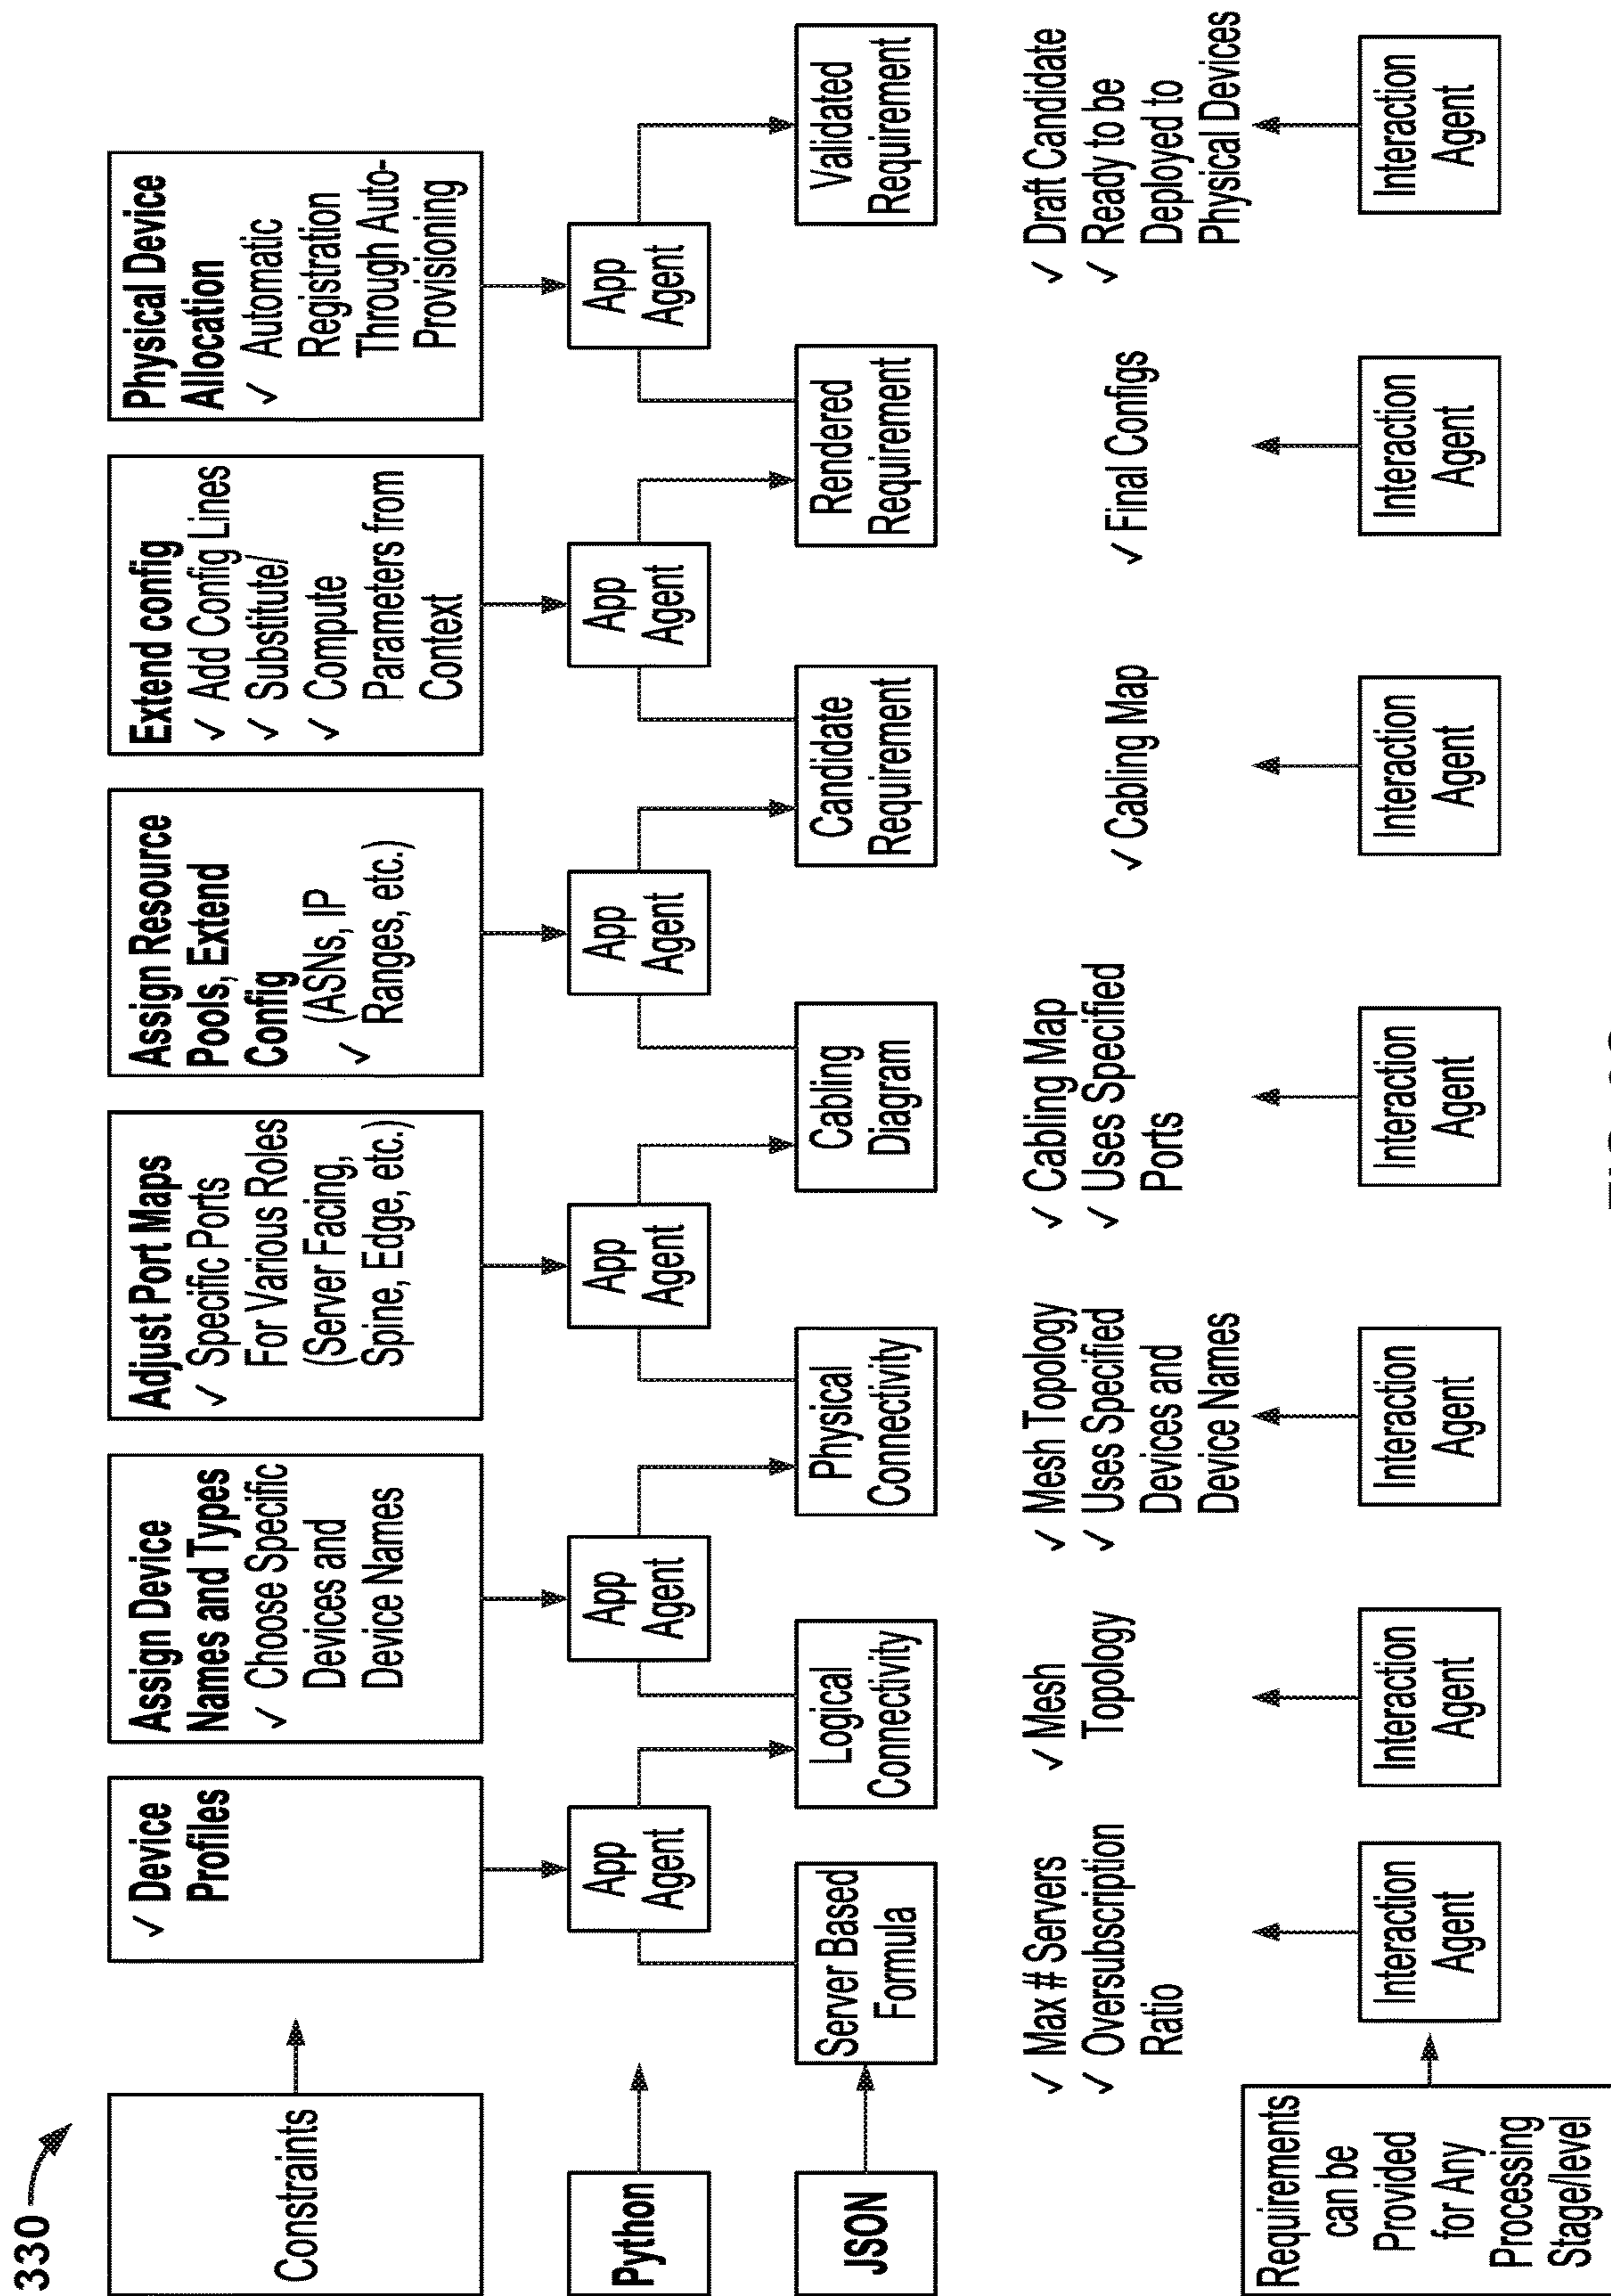 330
Constraints
✓ Device
Profiles
Assign Device
Names and Types
✓ Choose Specific
Devices and
Device Names
Adjust Port Maps
✓ Specific Ports
For Various Roles
(Server Facing,
Spine, Edge, etc.)
Assign Resource
Pools, Extend
Config
(ASNs, IP
✓ Ranges, etc.)
Extend config
✓ Add Config Lines
✓ Substitute/
✓ Compute
Parameters from
Context
Physical Device
Allocation
✓ Automatic
Registration
Through Auto-
Provisioning
Python
App
Agent
App
Agent
App
Agent
App
Agent
App
Agent
App
Agent
JSON
Server Based
Formula
Logical
Connectivity
Physical
Connectivity
Cabling
Diagram
Candidate
Requirement
Rendered
Requirement
Validated
Requirement
✓ Max # Servers
✓ Oversubscription
Ratio
✓ Mesh
Topology
✓ Mesh Topology
✓ Uses Specified
Devices and
Device Names
✓ Cabling Map
✓ Uses Specified
Ports
✓ Cabling Map
✓ Final Configs
✓ Draft Candidate
✓ Ready to be
Deployed to
Physical Devices
Requirements
can be
Provided
for Any
Processing
Stage/level
Interaction
Agent
Interaction
Agent
Interaction
Agent
Interaction
Agent
Interaction
Agent
Interaction
Agent
Interaction
Agent